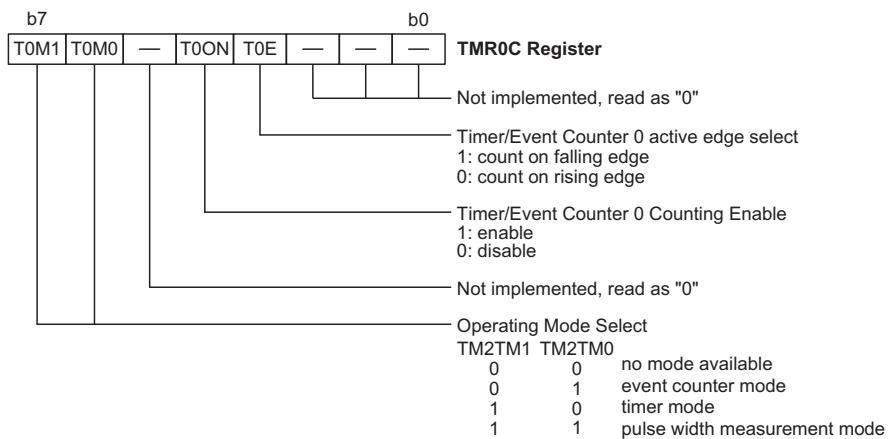 b7 b0
T0M1 T0M0 — T0ON T0E — — — TMR0C Register
Not implemented, read as "0"
Timer/Event Counter 0 active edge select
1: count on falling edge
0: count on rising edge
Timer/Event Counter 0 Counting Enable
1: enable
0: disable
Not implemented, read as "0"
Operating Mode Select
TM2TM1 TM2TM0
0 0 no mode available
0 1 event counter mode
1 0 timer mode
1 1 pulse width measurement mode